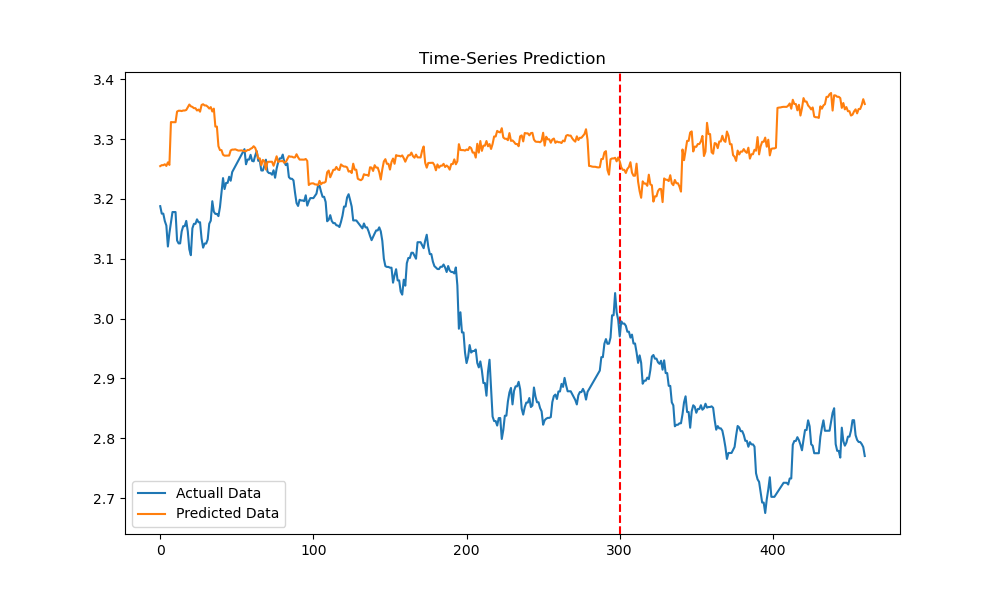 Time-Series Prediction
3.4
3.3
3.2
3.1
3.0
2.9
2.8
2.7
Actuall Data
Predicted Data
0 100 200 300 400